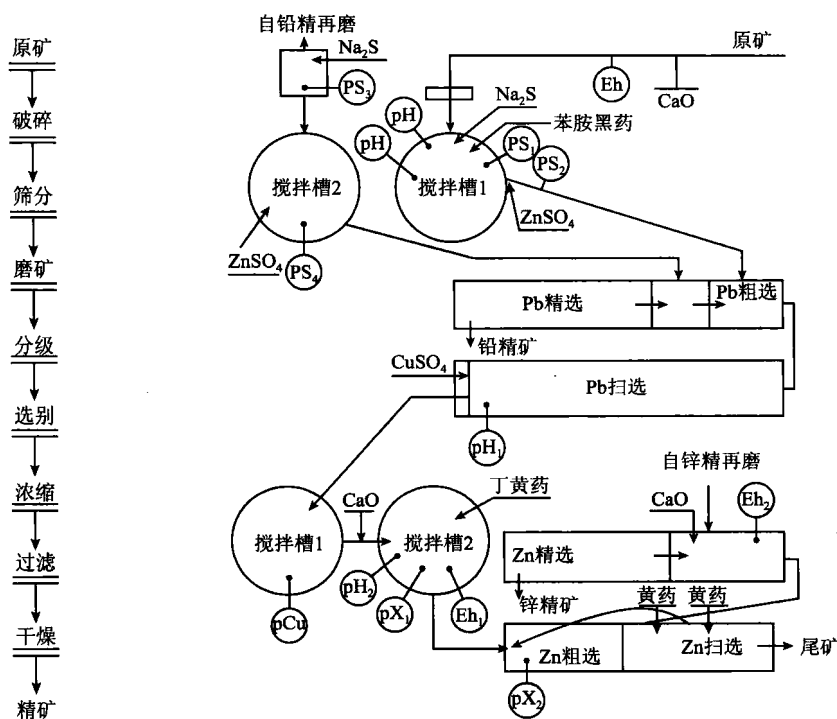 原矿
破碎
筛分
磨矿
分级
选别
浓缩
过滤
干燥
精矿
自铅精再磨
Na₂S
PS₃
搅拌槽2
ZnSO₄
PS₄
原矿
Eh
CaO
Na₂S
苯胺黑药
pH
pH
PS₁
PS₂
搅拌槽1
ZnSO₄
Pb精选
Pb粗选
铅精矿
CuSO₄
Pb扫选
pH₁
自锌精再磨
丁黄药
CaO
CaO
Eh₂
搅拌槽1
搅拌槽2
Zn精选
pH₂
pX₁
Eh₁
pCu
锌精矿
黄药
黄药
Zn粗选
Zn扫选
尾矿
pX₂